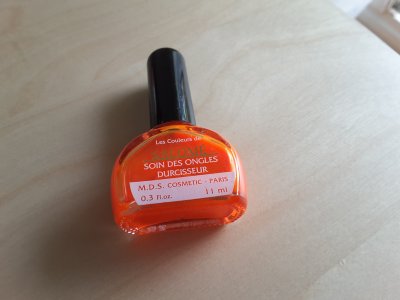 Les Couleurs de
SOIN DES ONGLES
DURCISSEUR
M.D.S. COSMETIC - PARIS
0.3 Fl.oz. 11 ml